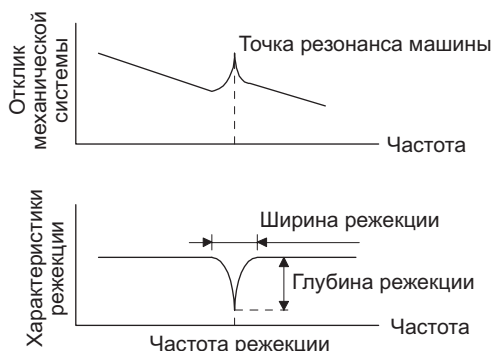 Отклик
механической
системы
Точка резонанса машины
Частота
Характеристики
режекции
Ширина режекции
Глубина режекции
Частота
Частота режекции